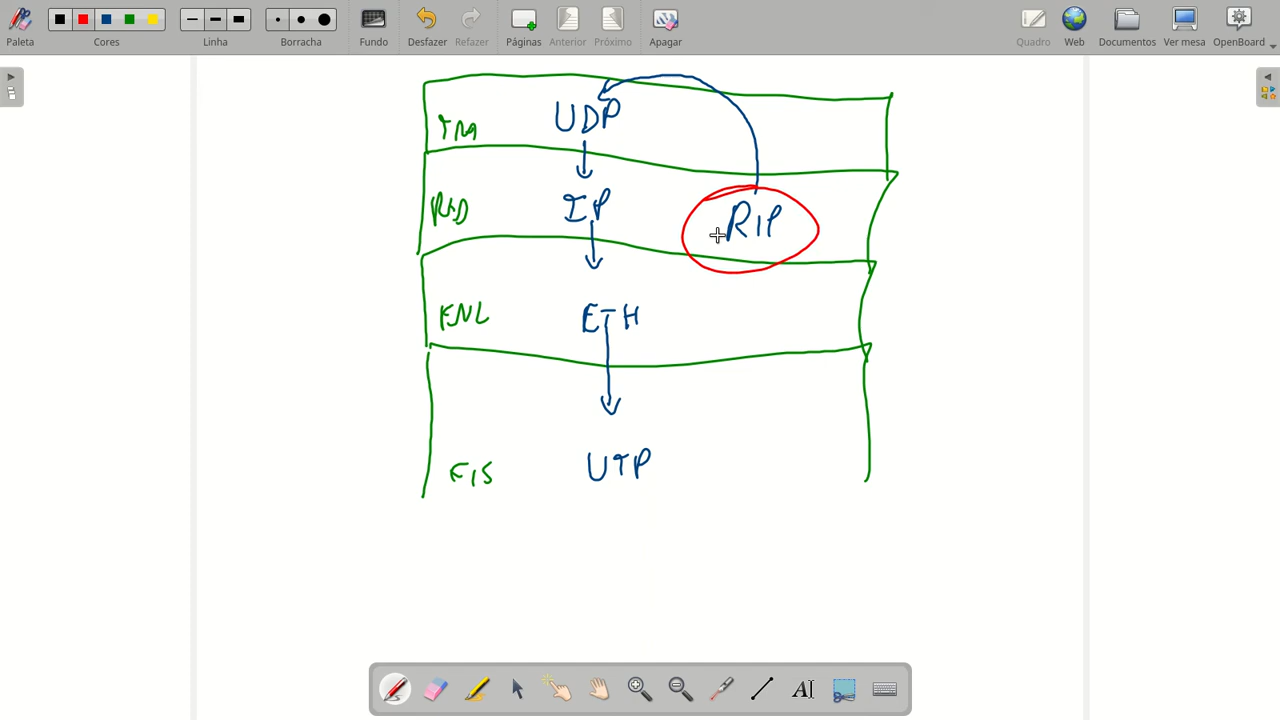 Paleta
Cores
Linha
Borracha
Fundo
Desfazer
Refazer
Páginas
Anterior
Próximo
Apagar
Quadro
Web
Documentos
Ver mesa
OpenBoard
TRA UDP
RED IP RIP
ENL ETH
FIS UTP